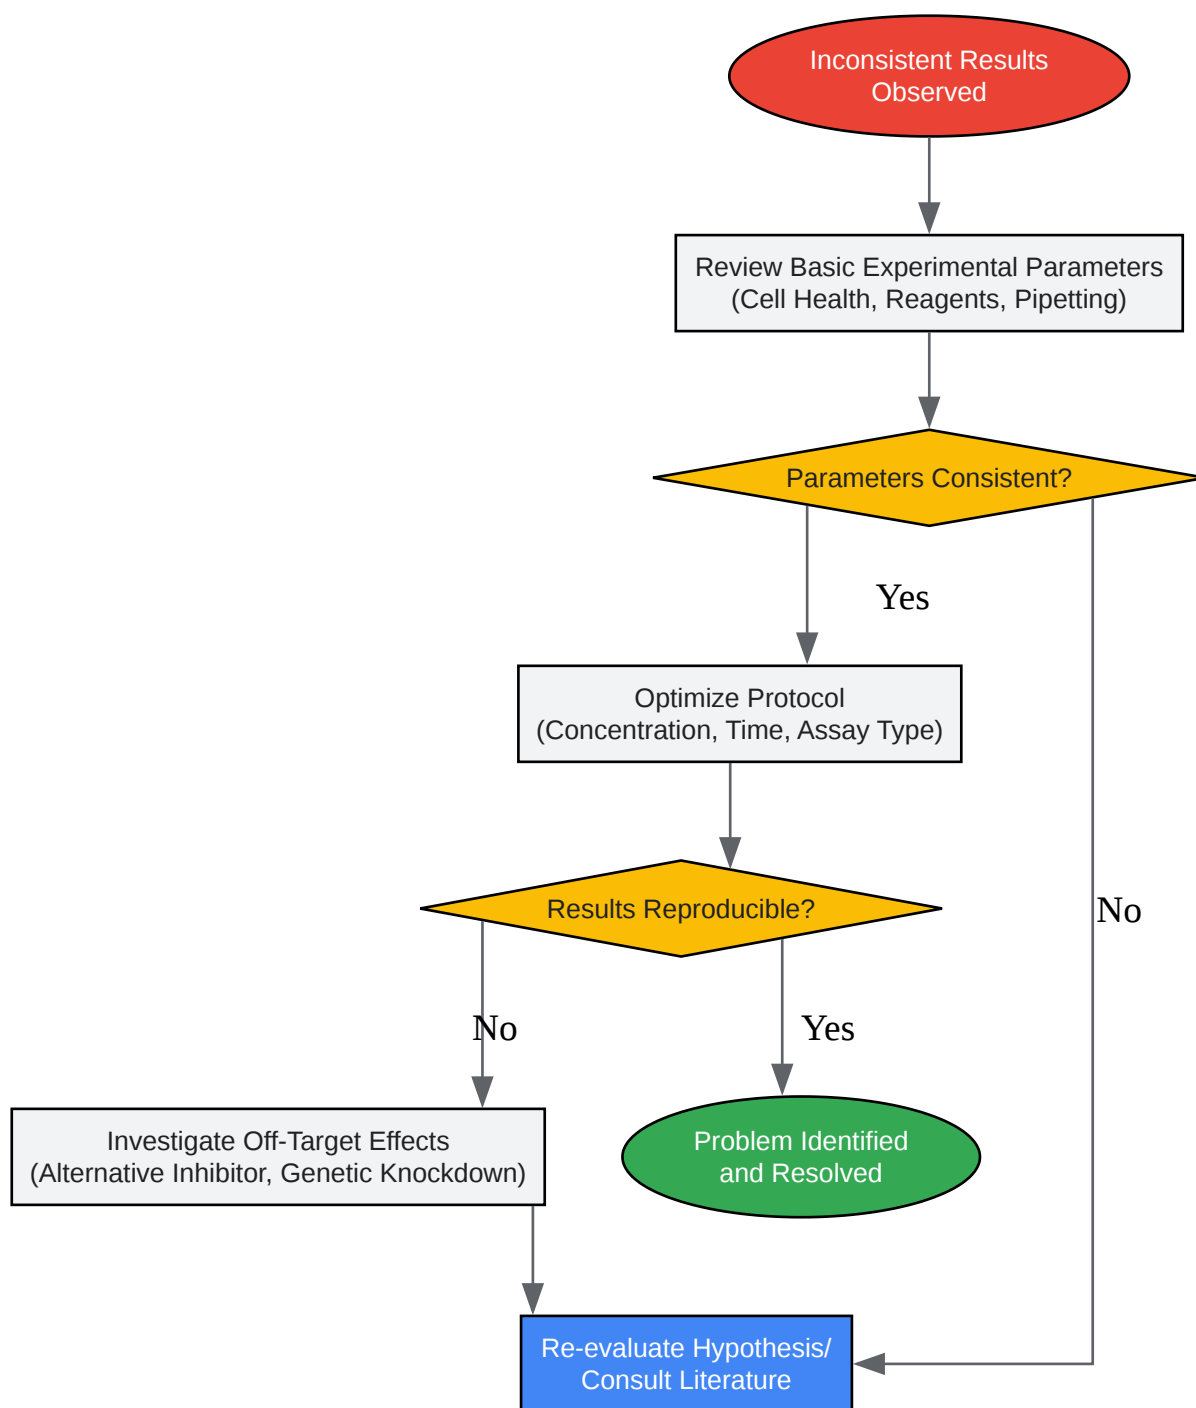 Inconsistent Results
Observed
Review Basic Experimental Parameters
(Cell Health, Reagents, Pipetting)
Parameters Consistent?
Yes
Optimize Protocol
(Concentration, Time, Assay Type)
Results Reproducible?
No
No
Yes
Investigate Off-Target Effects
(Alternative Inhibitor, Genetic Knockdown)
Problem Identified
and Resolved
Re-evaluate Hypothesis/
Consult Literature